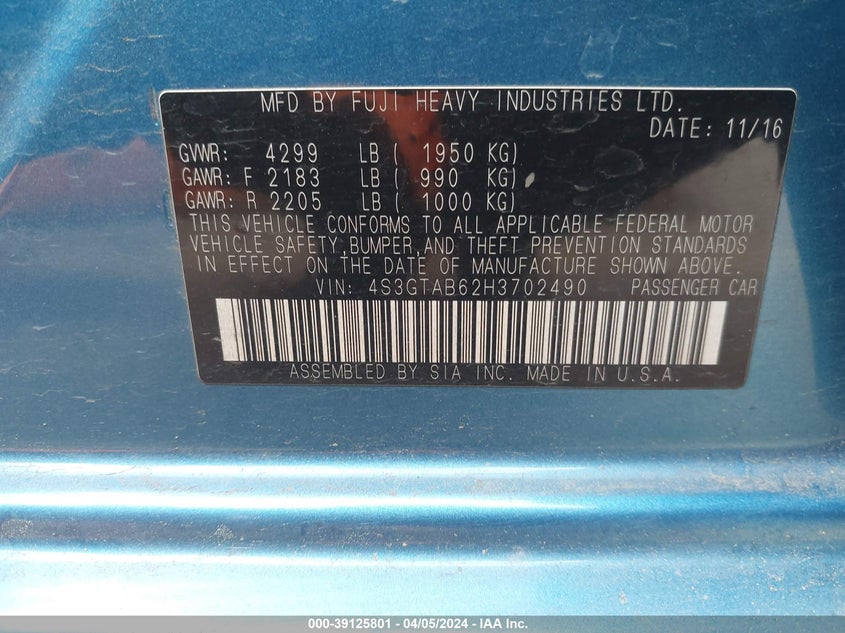 MFD BY FUJI HEAVY INDUSTRIES LTD.
DATE: 11/16
GVWR: 4299 LB ( 1950 KG)
GAWR: F 2183 LB ( 990 KG)
GAWR: R 2205 LB ( 1000 KG)
THIS VEHICLE CONFORMS TO ALL APPLICABLE FEDERAL MOTOR
VEHICLE SAFETY,BUMPER,AND THEFT PREVENTION STANDARDS
IN EFFECT ON THE DATE OF MANUFACTURE SHOWN ABOVE.
VIN: 4S3GTAB62H3702490 PASSENGER CAR
ASSEMBLED BY SIA INC. MADE IN U.S.A.
000-39125801 - 04/05/2024 - IAA Inc.